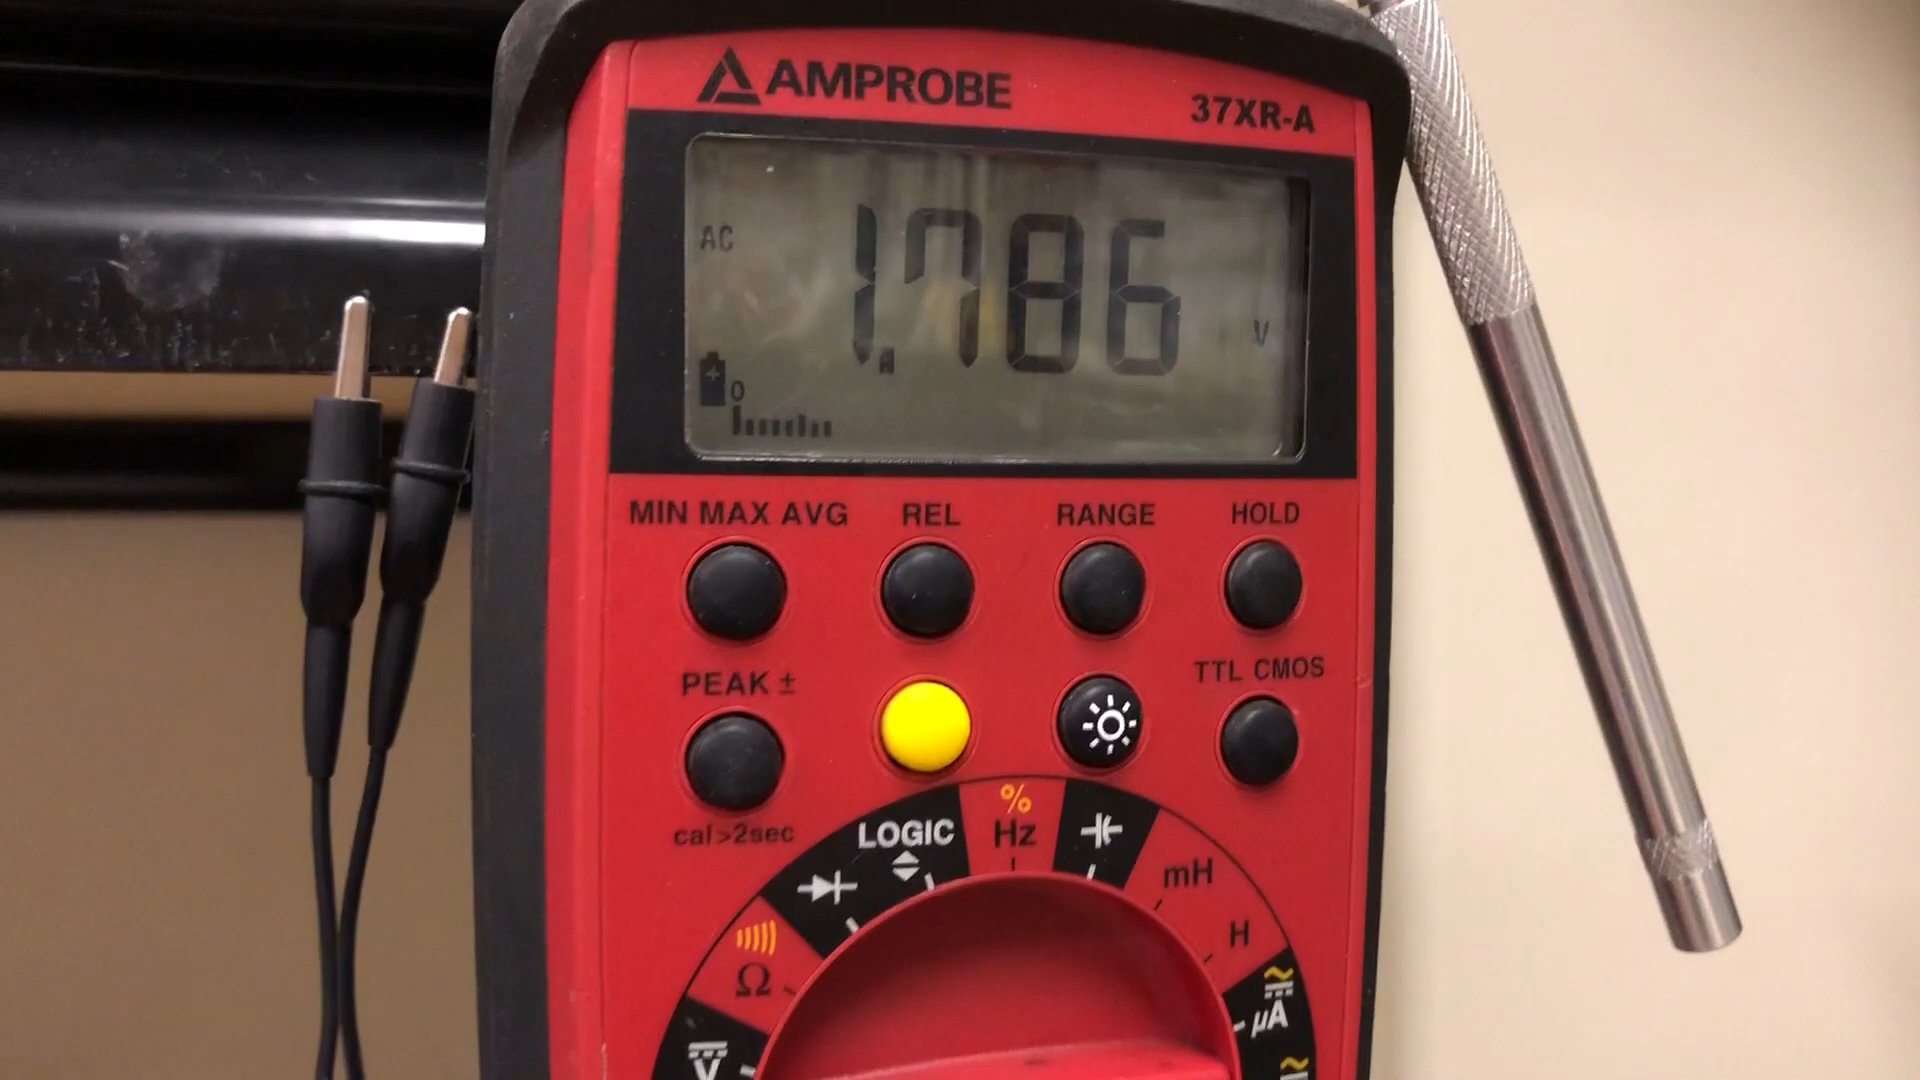 AMPROBE
37XR-A
AC
1.786
V
0
MIN MAX AVG
REL
RANGE
HOLD
PEAK ±
TTL CMOS
cal>2sec
LOGIC
%
Hz
mH
H
Ω
µA
V